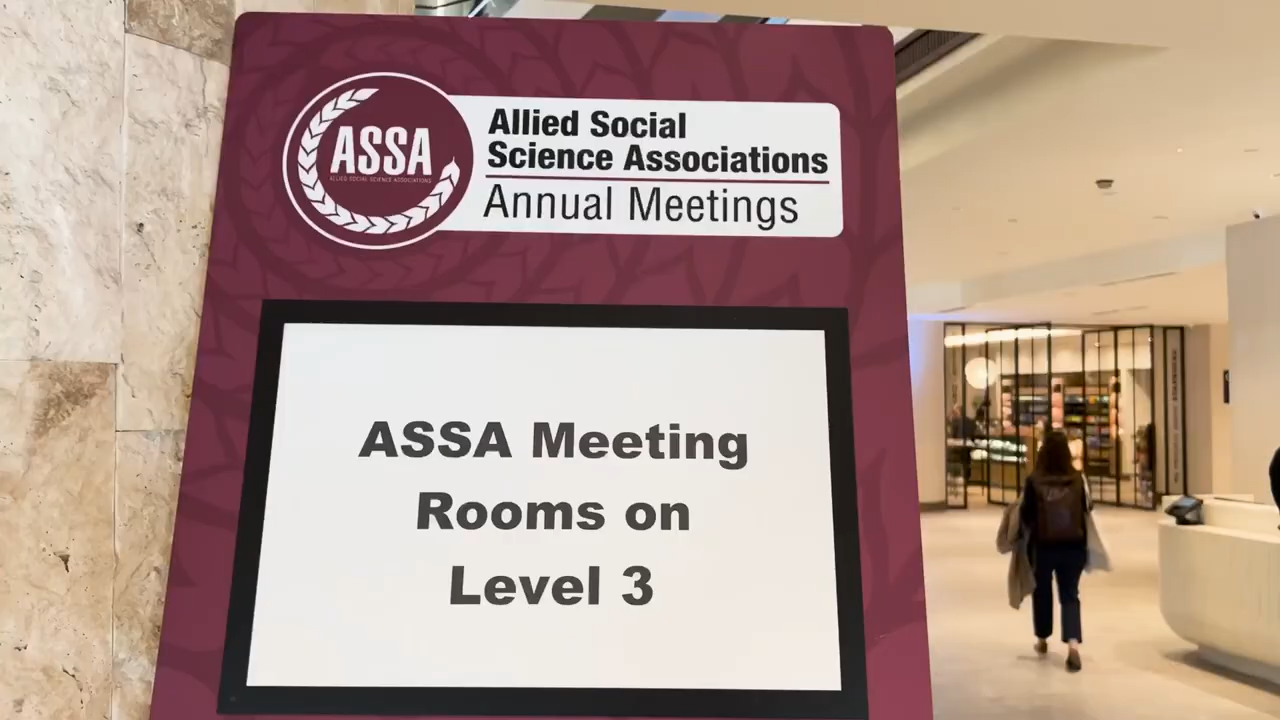 ASSA
ALLIED SOCIAL SCIENCE ASSOCIATIONS
Allied Social
Science Associations
Annual Meetings
ASSA Meeting
Rooms on
Level 3